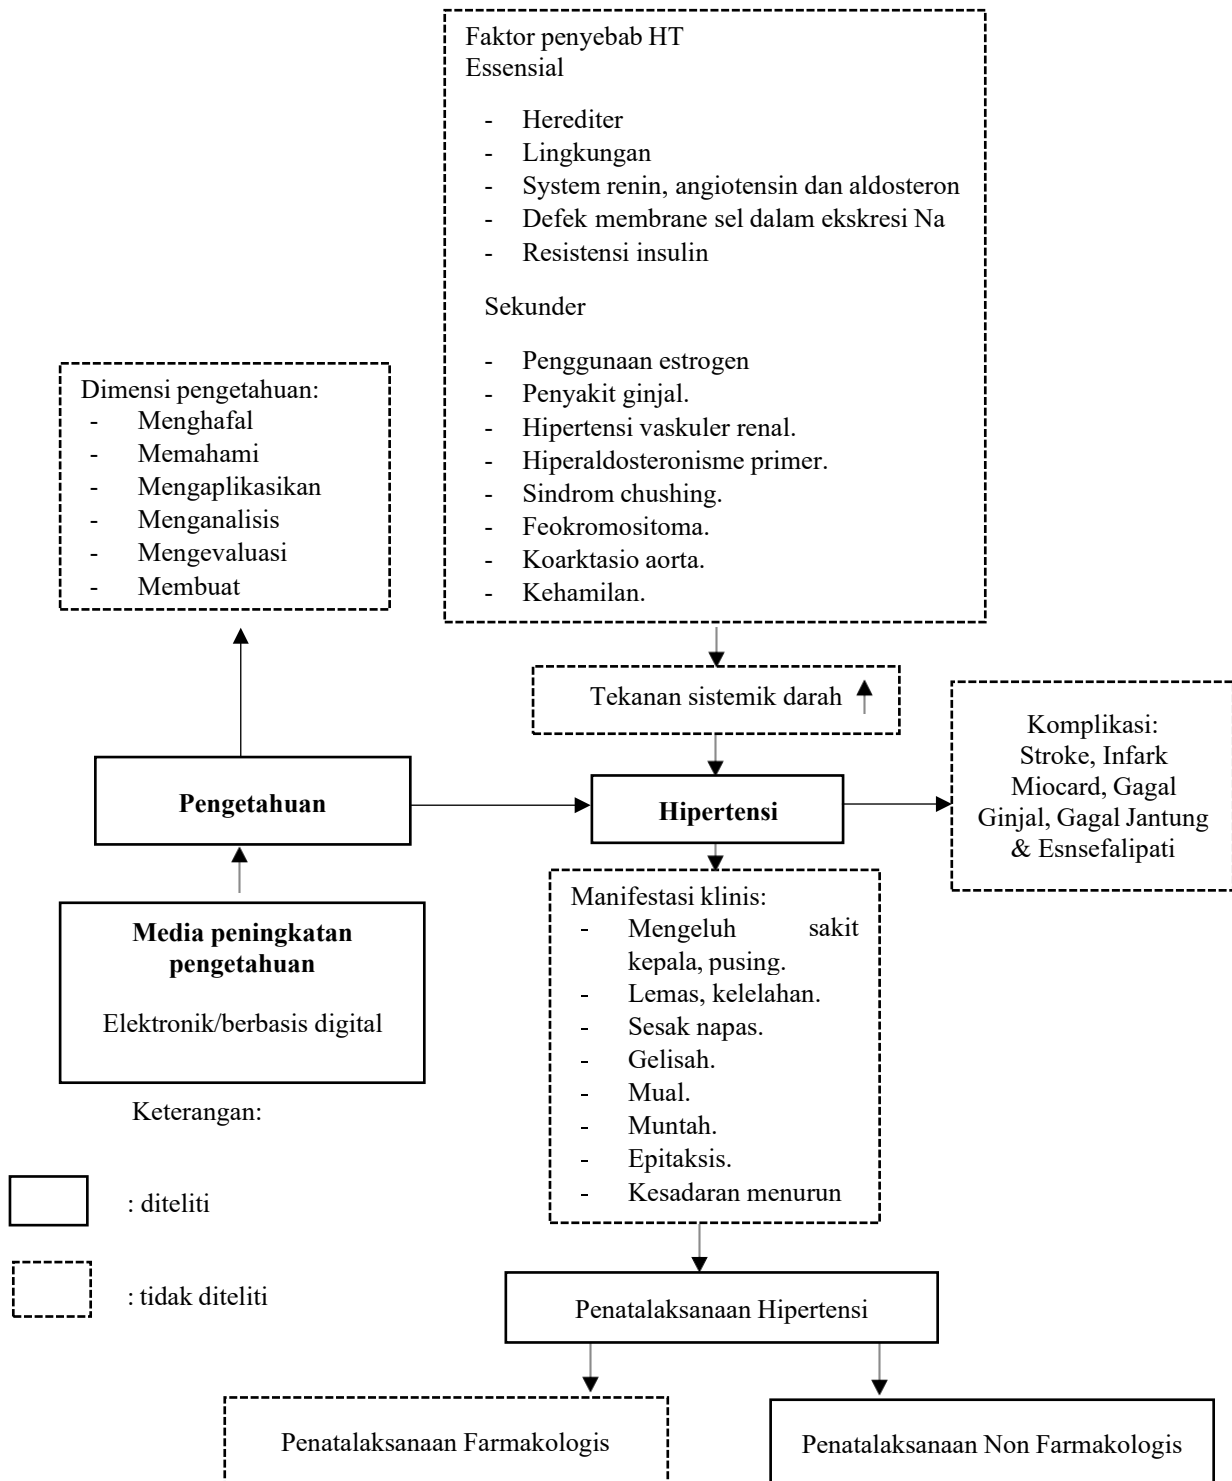 Faktor penyebab HT
Essensial
- Herediter
- Lingkungan
- System renin, angiotensin dan aldosteron
- Defek membrane sel dalam ekskresi Na
- Resistensi insulin
Sekunder
- Penggunaan estrogen
- Penyakit ginjal.
- Hipertensi vaskuler renal.
- Hiperaldosteronisme primer.
- Sindrom chushing.
- Feokromositoma.
- Koarktasio aorta.
- Kehamilan.
Dimensi pengetahuan:
- Menghafal
- Memahami
- Mengaplikasikan
- Menganalisis
- Mengevaluasi
- Membuat
Tekanan sistemik darah
Komplikasi:
Stroke, Infark
Miocard, Gagal
Ginjal, Gagal Jantung
& Esnsefalipati
Pengetahuan
Hipertensi
Media peningkatan
pengetahuan
Elektronik/berbasis digital
Manifestasi klinis:
- Mengeluh sakit
kepala, pusing.
- Lemas, kelelahan.
- Sesak napas.
- Gelisah.
- Mual.
- Muntah.
- Epitaksis.
- Kesadaran menurun
Keterangan:
: diteliti
: tidak diteliti
Penatalaksanaan Hipertensi
Penatalaksanaan Farmakologis
Penatalaksanaan Non Farmakologis